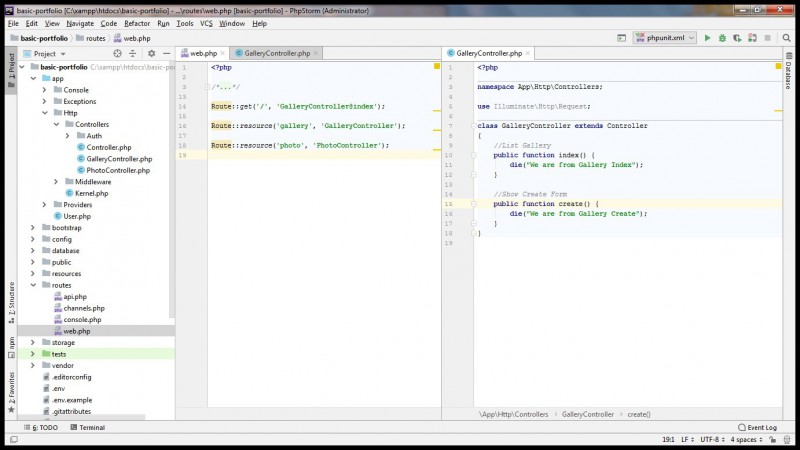 basic-portfolio [C:\xampp\htdocs\basic-portfolio] - ...\routes\web.php [basic-portfolio] - PhpStorm (Administrator)
File Edit View Navigate Code Refactor Run Tools VCS Window Help
basic-portfolio routes web.php
phpunit.xml
Project
web.php
GalleryController.php
GalleryController.php
1: Project
7: Structure
npm
2: Favorites
Database
basic-portfolio C:\xampp\htdocs\basic-po
app
Console
Exceptions
Http
Controllers
Auth
Controller.php
GalleryController.php
PhotoController.php
Middleware
Kernel.php
Providers
User.php
bootstrap
config
database
public
resources
routes
api.php
channels.php
console.php
web.php
storage
tests
vendor
.editorconfig
.env
.env.example
.gitattributes
1 <?php
2
3 /*...*/
13
14 Route::get('/', 'GalleryController@index');
15
16 Route::resource('gallery', 'GalleryController');
17
18 Route::resource('photo', 'PhotoController');
19
1 <?php
2
3 namespace App\Http\Controllers;
4
5 use Illuminate\Http\Request;
6
7 class GalleryController extends Controller
8 {
9 //List Gallery
10 public function index() {
11 die("We are from Gallery Index");
12 }
13
14 //Show Create Form
15 public function create() {
16 die("We are from Gallery Create");
17 }
18 }
19
\App\Http\Controllers GalleryController create()
6: TODO Terminal
Event Log
19:1 LF UTF-8 4 spaces